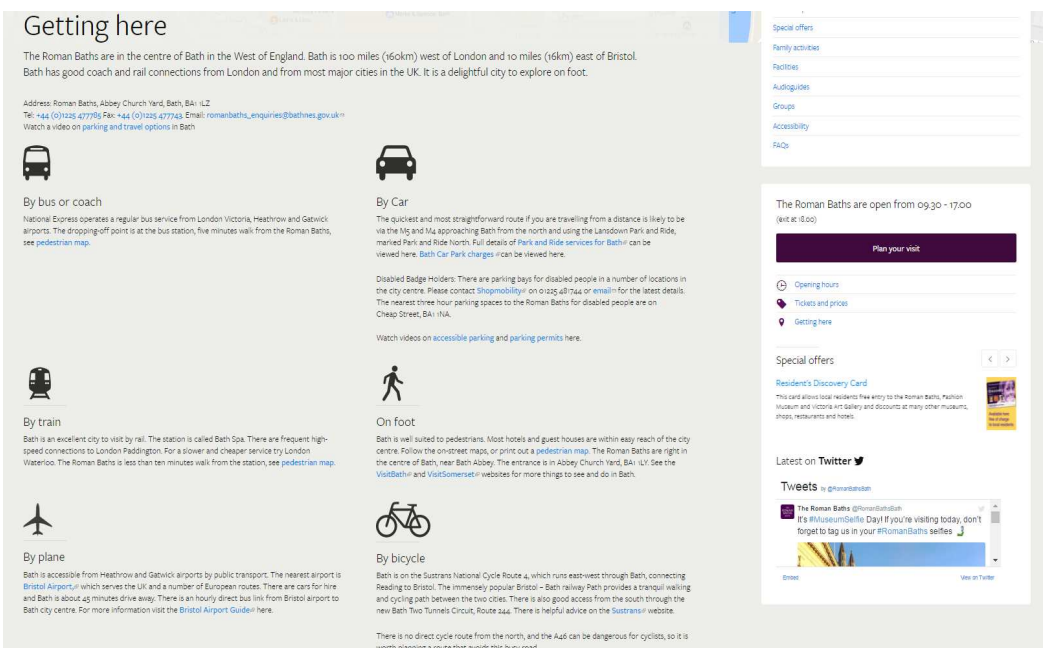 Getting here
The Roman Baths are in the centre of Bath in the West of England. Bath is 100 miles (160km) west of London and 10 miles (16km) east of Bristol.
Bath has good coach and rail connections from London and from most major cities in the UK. It is a delightful city to explore on foot.
Address: Roman Baths, Abbey Church Yard, Bath, BA1 1LZ
Tel: +44 (0)1225 477785 Fax: +44 (0)1225 477743. Email: romanbaths_enquiries@bathnes.gov.uk
Watch a video on parking and travel options in Bath
By bus or coach
National Express operates a regular bus service from London Victoria, Heathrow and Gatwick
airports. The dropping-off point is at the bus station, five minutes walk from the Roman Baths,
see pedestrian map.
By Car
The quickest and most straightforward route if you are travelling from a distance is likely to be
via the M5 and M4 approaching Bath from the north and using the Lansdown Park and Ride,
marked Park and Ride North. Full details of Park and Ride services for Bath can be
viewed here. Bath Car Park charges can be viewed here.
Disabled Badge Holders: There are parking bays for disabled people in a number of locations in
the city centre. Please contact Shopmobility on 01225 481744 or email for the latest details.
The nearest three hour parking spaces to the Roman Baths for disabled people are on
Cheap Street, BA1 1NA.
Watch videos on accessible parking and parking permits here.
By train
Bath is an excellent city to visit by rail. The station is called Bath Spa. There are frequent high-
speed connections to London Paddington. For a slower and cheaper service try London
Waterloo. The Roman Baths is less than ten minutes walk from the station, see pedestrian map.
On foot
Bath is well suited to pedestrians. Most hotels and guest houses are within easy reach of the city
centre. Follow the on-street maps, or print out a pedestrian map. The Roman Baths are right in
the centre of Bath, near Bath Abbey. The entrance is in Abbey Church Yard, BA1 1LY. See the
VisitBath and VisitSomerset websites for more things to see and do in Bath.
By plane
Bath is accessible from Heathrow and Gatwick airports by public transport. The nearest airport is
Bristol Airport, which serves the UK and a number of European routes. There are cars for hire
and Bath is about 45 minutes drive away. There is an hourly direct bus link from Bristol airport to
Bath city centre. For more information visit the Bristol Airport Guide here.
By bicycle
Bath is on the Sustrans National Cycle Route 4, which runs east-west through Bath, connecting
Reading to Bristol. The immensely popular Bristol – Bath railway Path provides a tranquil walking
and cycling path between the two cities. There is also good access from the south through the
new Bath Two Tunnels Circuit, Route 244. There is helpful advice on the Sustrans website.
There is no direct cycle route from the north, and the A46 can be dangerous for cyclists, so it is
worth planning a route that avoids this busy road.
Special offers
Family activities
Facilities
Audioguides
Groups
Accessibility
FAQs
The Roman Baths are open from 09.30 - 17.00
(exit at 18.00)
Plan your visit
Opening hours
Tickets and prices
Getting here
Special offers
Resident's Discovery Card
This card allows local residents free entry to the Roman Baths, Fashion
Museum and Victoria Art Gallery and discounts at many other museums,
shops, restaurants and hotels.
Latest on Twitter
Tweets by @RomanBathsBath
The Roman Baths @RomanBathsBath
It's #MuseumSelfie Day! If you're visiting today, don't
forget to tag us in your #RomanBaths selfies
Embed
View on Twitter